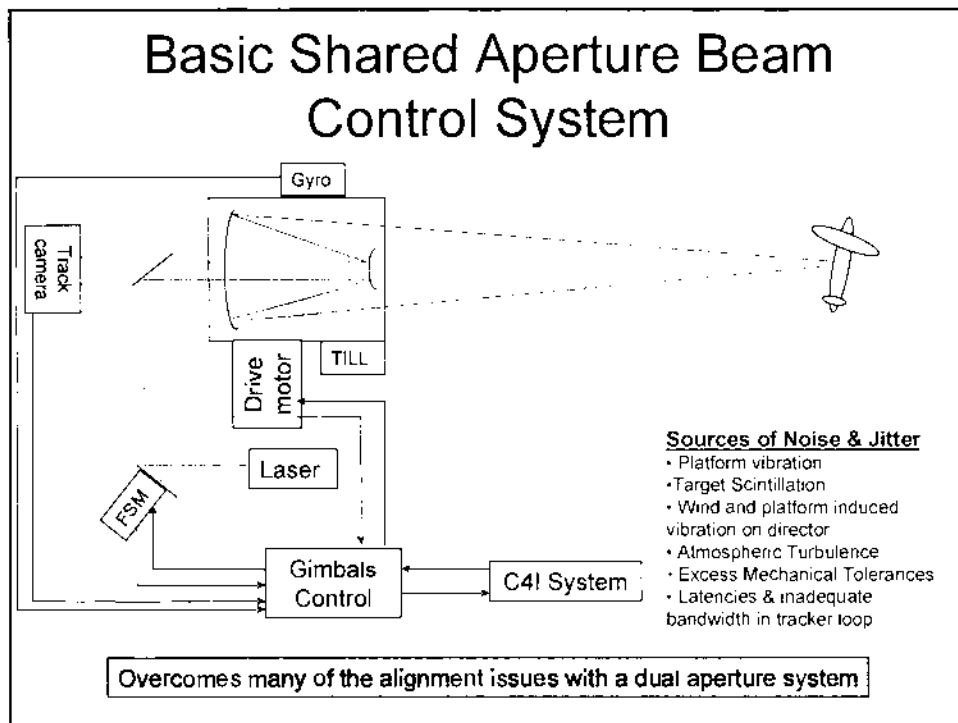 Basic Shared Aperture Beam
Control System
Gyro
Track
camera
TILL
Drive
motor
Laser
FSM
Gimbals
Control
C4I System
Sources of Noise & Jitter
• Platform vibration
•Target Scintillation
• Wind and platform induced
vibration on director
• Atmospheric Turbulence
• Excess Mechanical Tolerances
• Latencies & inadequate
bandwidth in tracker loop
Overcomes many of the alignment issues with a dual aperture system